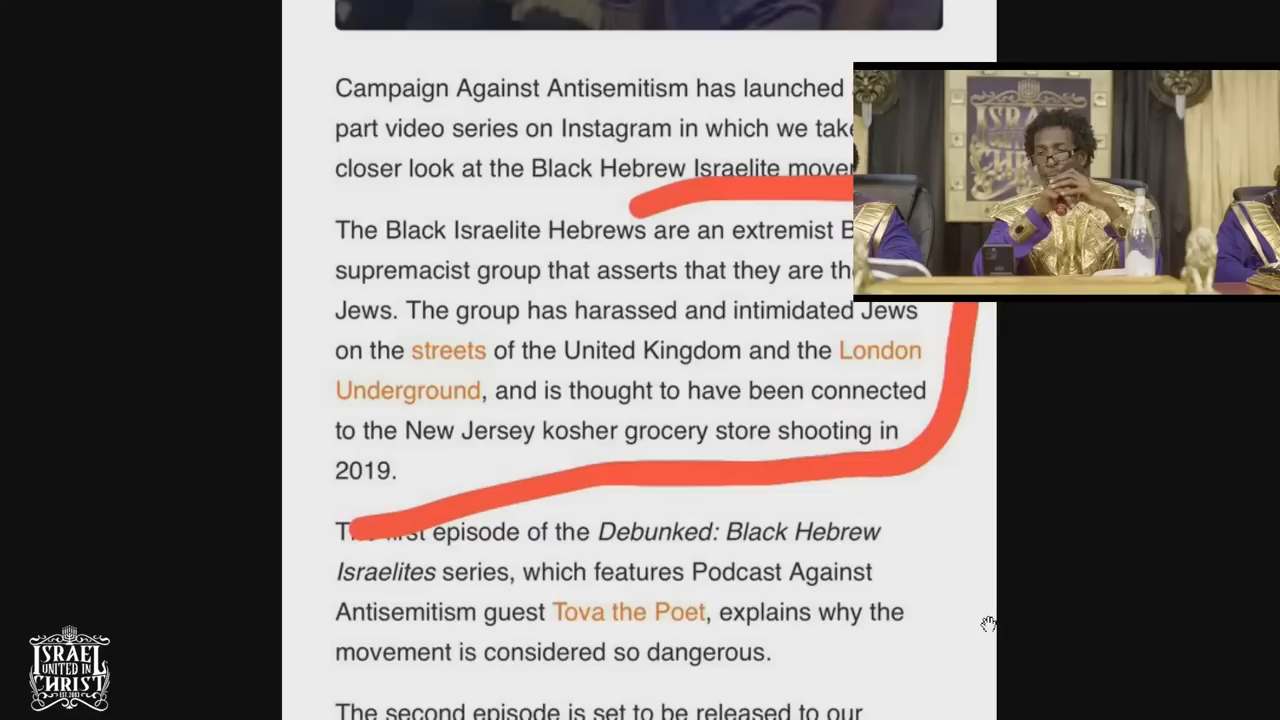 Campaign Against Antisemitism has launched
part video series on Instagram in which we take
closer look at the Black Hebrew Israelite
The Black Israelite Hebrews are an extremist
supremacist group that asserts that they are
Jews. The group has harassed and intimidated Jews
on the streets of the United Kingdom and the London
Underground, and is thought to have been connected
to the New Jersey kosher grocery store shooting in
2019.
The first episode of the Debunked: Black Hebrew
Israelites series, which features Podcast Against
Antisemitism guest Tova the Poet, explains why the
movement is considered so dangerous.
The second episode is set to be released to our
ISRAEL
UNITED IN
CHRIST
EST. 2003